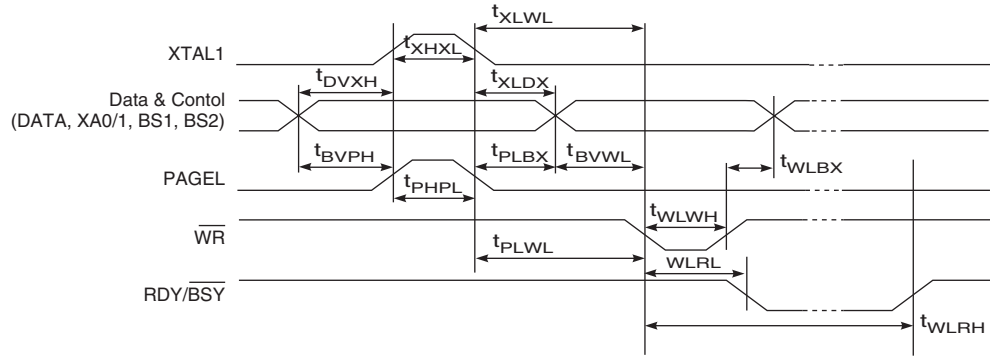 tXLWL
XTAL1
tXHXL
tDVXH
tXLDX
Data & Contol
(DATA, XA0/1, BS1, BS2)
tBVPH
tPLBX
tBVWL
tWLBX
PAGEL
tPHPL
tWLWH
WR
tPLWL
WLRL
RDY/BSY
tWLRH